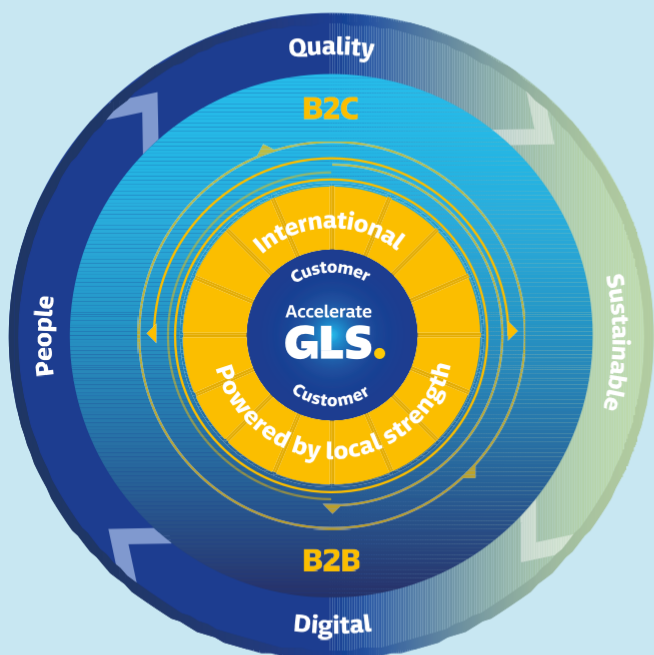 Quality
B2C
International
Customer
Accelerate
GLS.
Customer
Powered by local strength
People
Sustainable
B2B
Digital